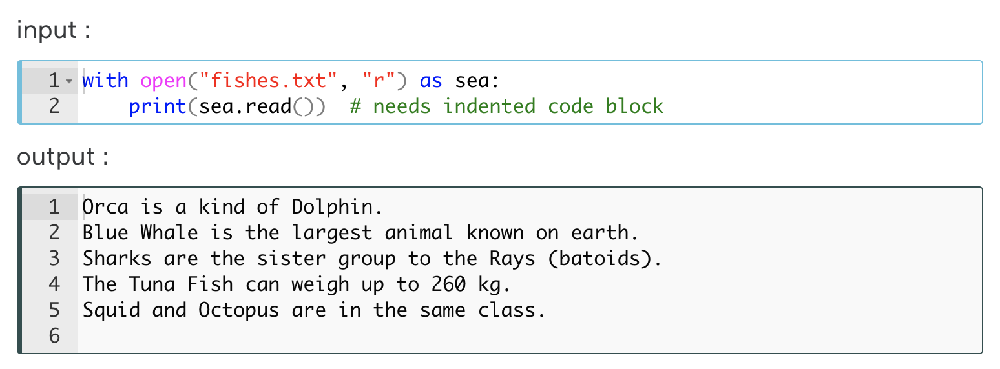 input :
1 with open("fishes.txt", "r") as sea:
2     print(sea.read())  # needs indented code block
output :
1 Orca is a kind of Dolphin.
2 Blue Whale is the largest animal known on earth.
3 Sharks are the sister group to the Rays (batoids).
4 The Tuna Fish can weigh up to 260 kg.
5 Squid and Octopus are in the same class.
6